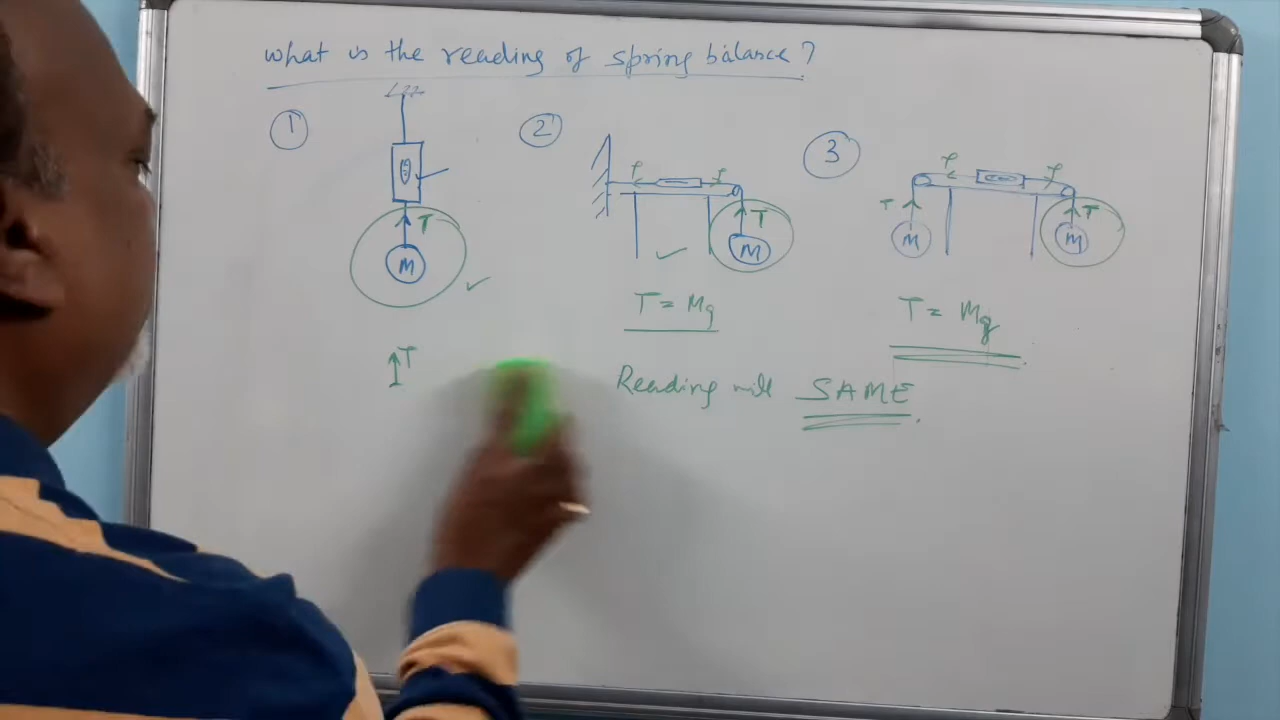 what is the reading of spring balance ?
1
T
M
↑T
2
T T
T
M
T = Mg
3
T T
T T
M M
T = Mg
Reading will SAME.